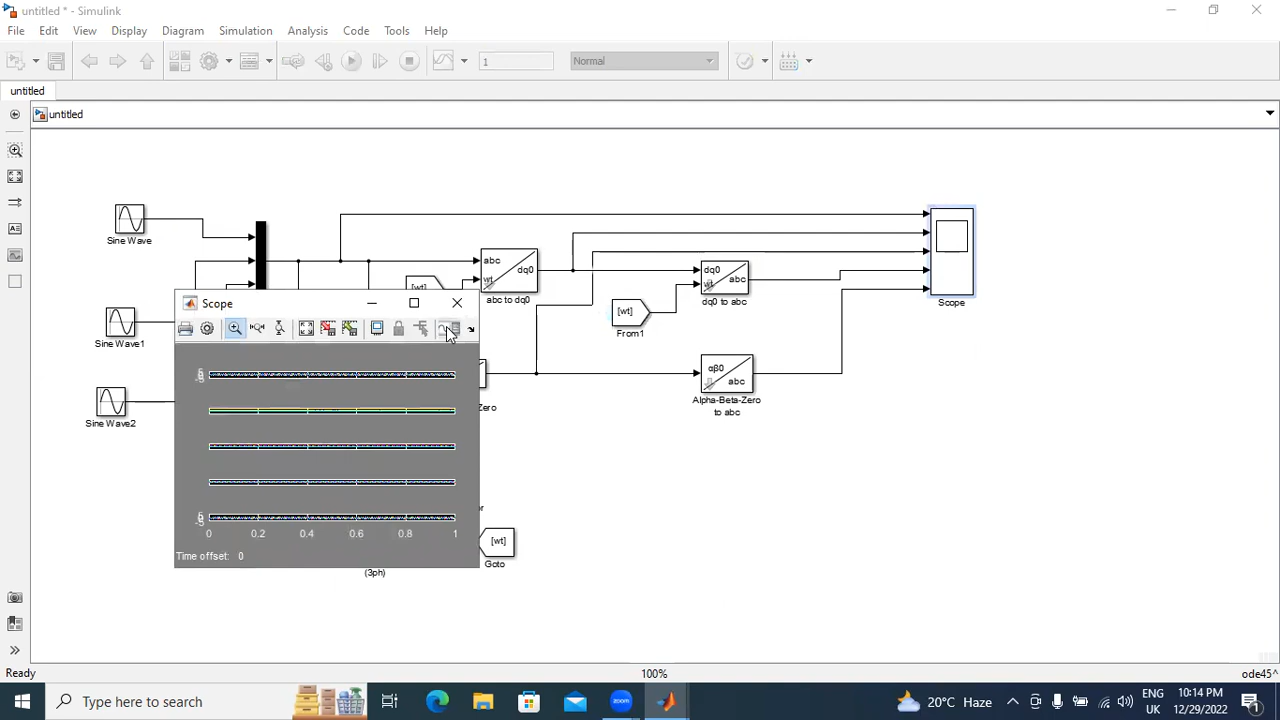 untitled * - Simulink
File Edit View Display Diagram Simulation Analysis Code Tools Help
1
Normal
untitled
untitled
Sine Wave
abc
wt
dq0
abc to dq0
[wt]
dq0
wt
abc
dq0 to abc
Scope
[wt]
From1
Sine Wave1
Sine Wave2
αβ0
abc
Alpha-Beta-Zero
to abc
Zero
Scope
0 0.2 0.4 0.6 0.8 1
Time offset: 0
or
[wt]
Goto
(3ph)
Ready
100%
ode45
Type here to search
zoom
20°C Haze
ENG
UK
10:14 PM
12/29/2022
1